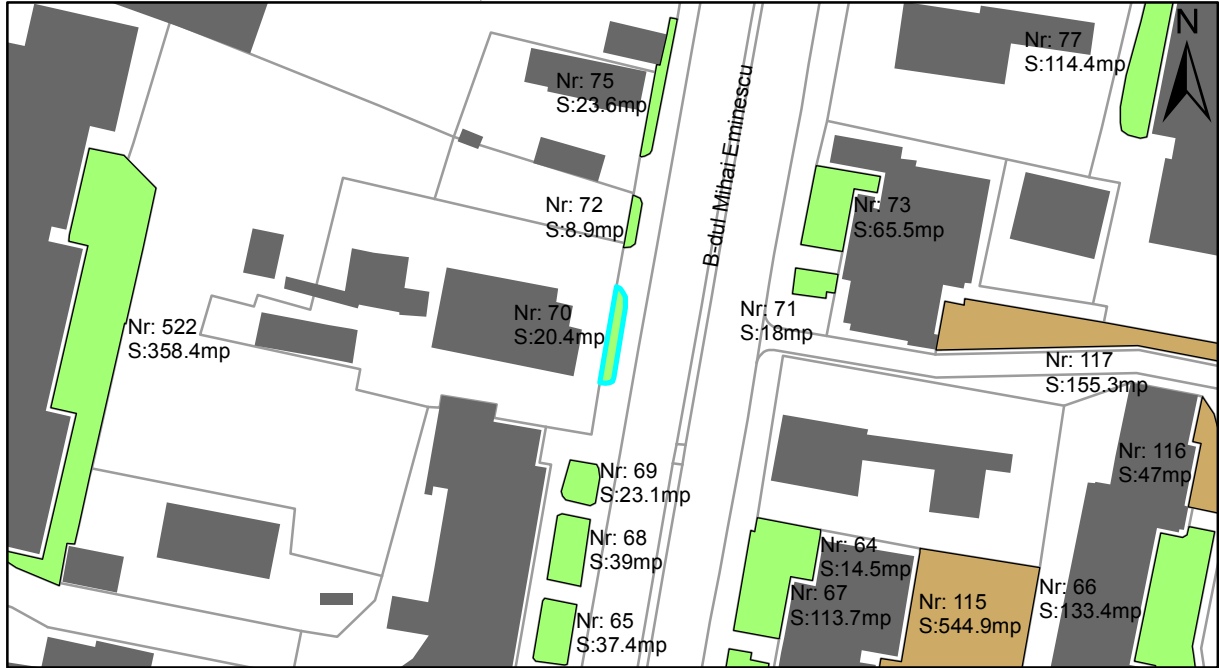 N
Nr: 77
S:114.4mp
Nr: 75
S:23.6mp
B-dul Mihai Eminescu
Nr: 72
S:8.9mp
Nr: 73
S:65.5mp
Nr: 70
S:20.4mp
Nr: 71
S:18mp
Nr: 522
S:358.4mp
Nr: 117
S:155.3mp
Nr: 116
S:47mp
Nr: 69
S:23.1mp
Nr: 68
S:39mp
Nr: 64
S:14.5mp
Nr: 67
S:113.7mp
Nr: 115
S:544.9mp
Nr: 66
S:133.4mp
Nr: 65
S:37.4mp